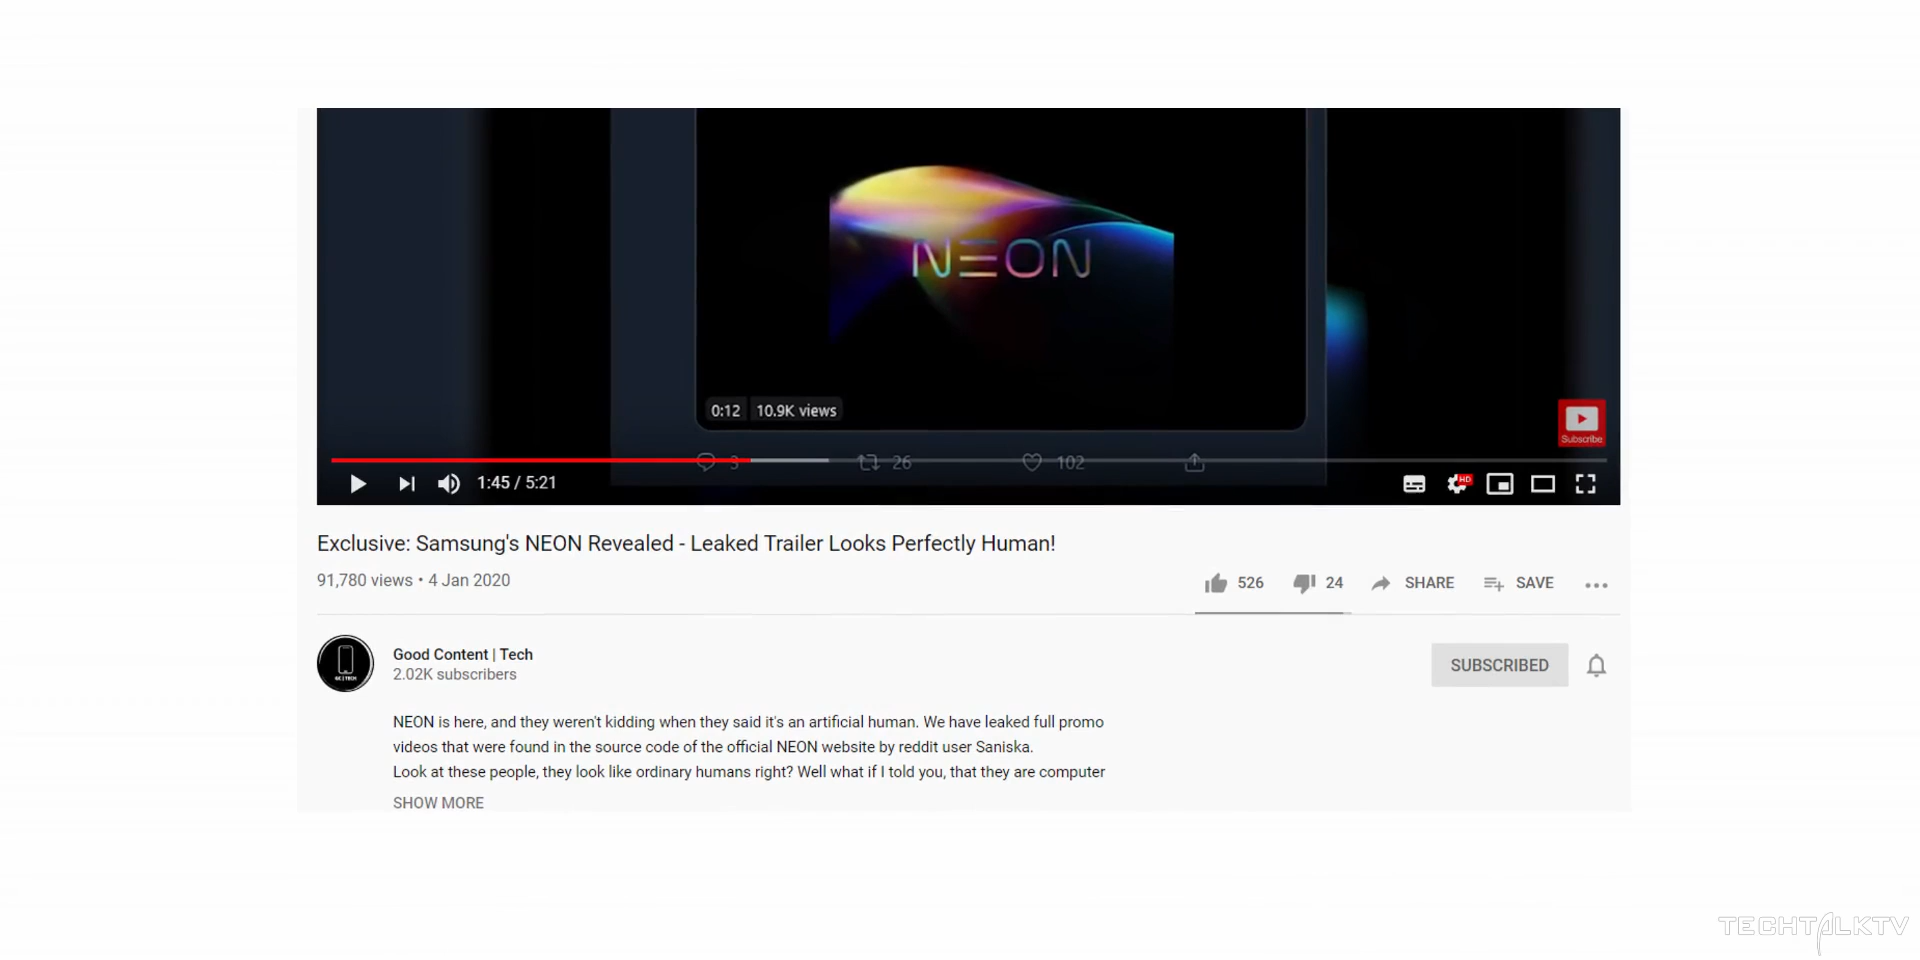 NEON
0:12 10.9K views
Subscribe
3 26 102
1:45 / 5:21
HD
Exclusive: Samsung's NEON Revealed - Leaked Trailer Looks Perfectly Human!
91,780 views • 4 Jan 2020
526 24 SHARE SAVE
Good Content | Tech
2.02K subscribers
SUBSCRIBED
NEON is here, and they weren't kidding when they said it's an artificial human. We have leaked full promo
videos that were found in the source code of the official NEON website by reddit user Saniska.
Look at these people, they look like ordinary humans right? Well what if I told you, that they are computer
SHOW MORE
TECHTALKTV